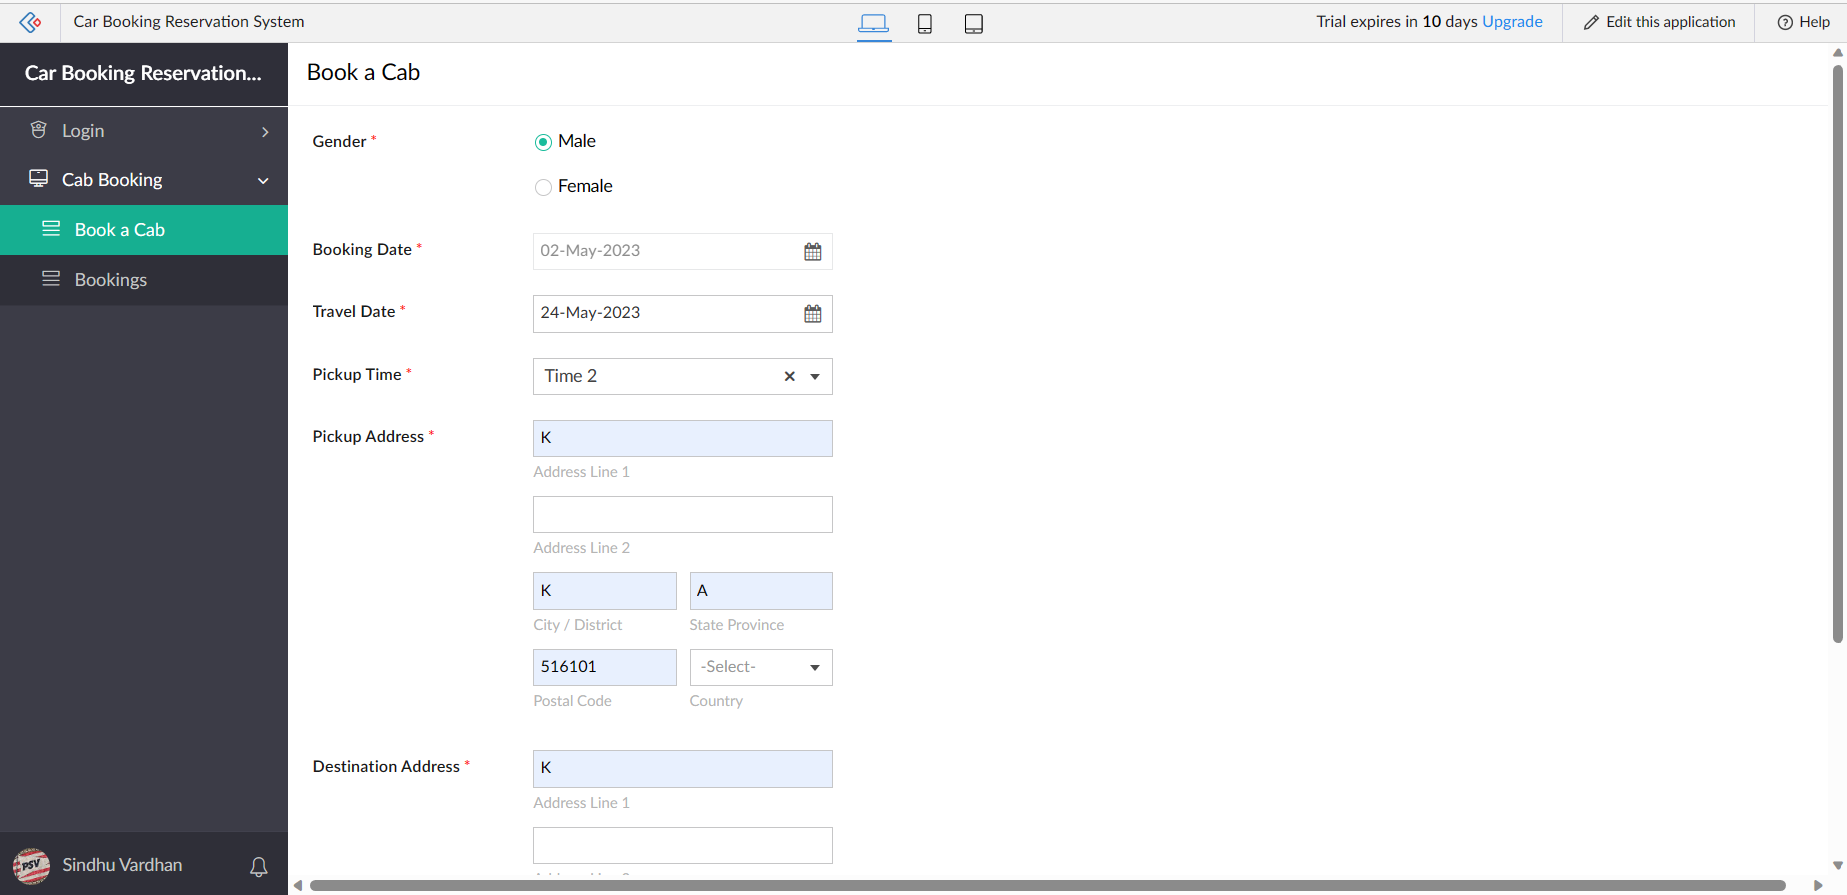 Car Booking Reservation System
Trial expires in 10 days Upgrade
Edit this application
Help
Car Booking Reservation...
Login
Cab Booking
Book a Cab
Bookings
Sindhu Vardhan
PSV
Book a Cab
Gender *
Male
Female
Booking Date *
02-May-2023
Travel Date *
24-May-2023
Pickup Time *
Time 2
Pickup Address *
K
Address Line 1
Address Line 2
K
A
City / District
State Province
516101
-Select-
Postal Code
Country
Destination Address *
K
Address Line 1